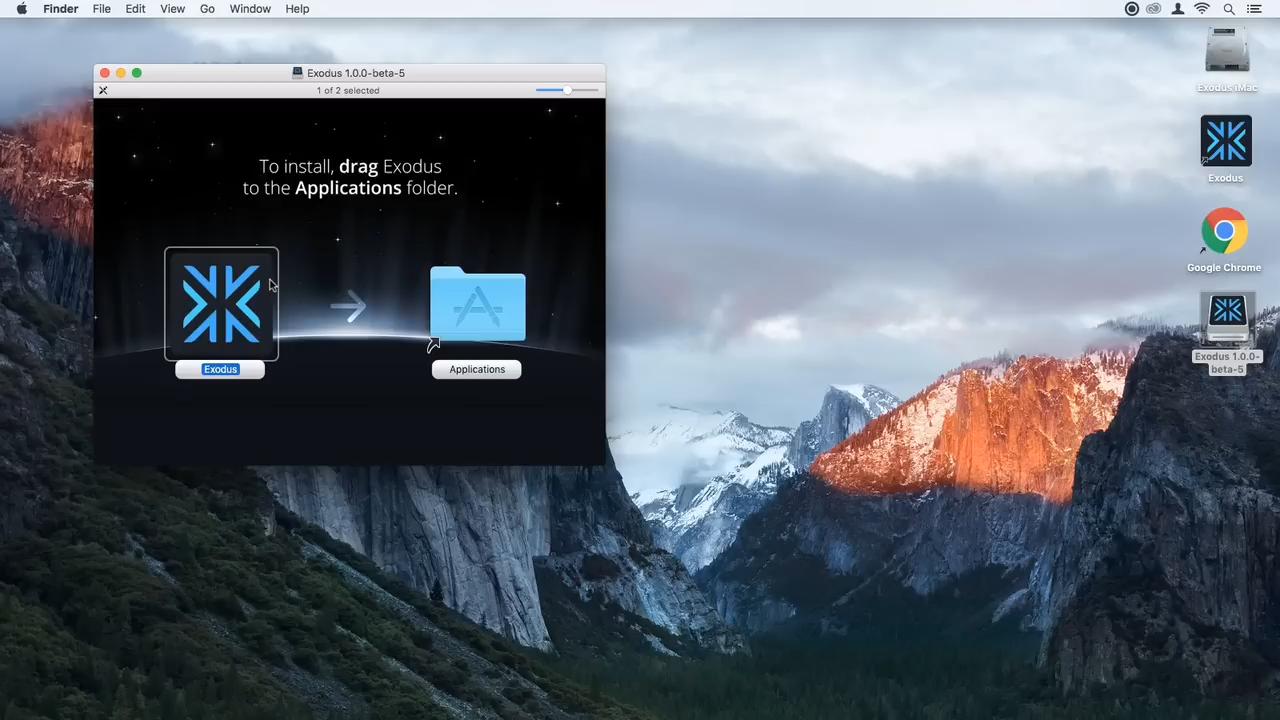 Finder File Edit View Go Window Help
Exodus 1.0.0-beta-5
1 of 2 selected
To install, drag Exodus
to the Applications folder.
Exodus
Applications
Exodus iMac
Exodus
Google Chrome
Exodus 1.0.0-
beta-5